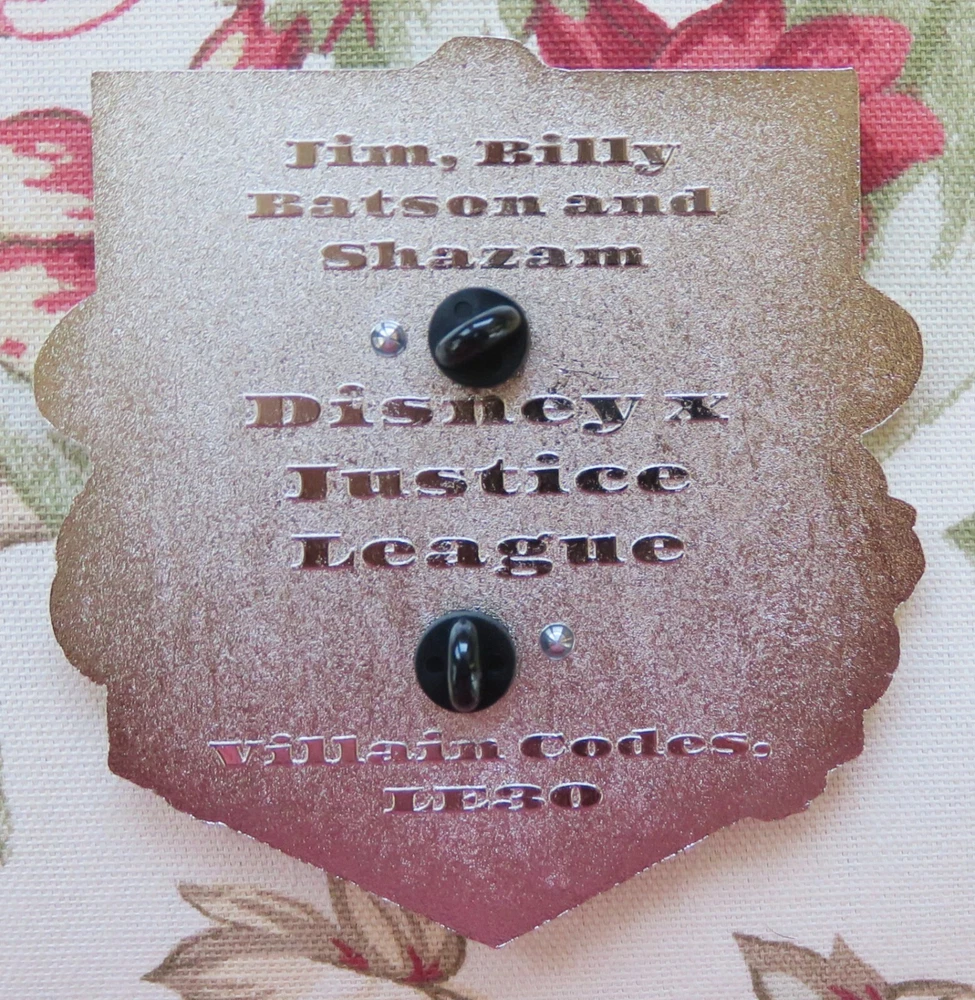 Jim, Billy
Batson and
Shazam
Disney x
Justice
League
Villain Codes.
LE30